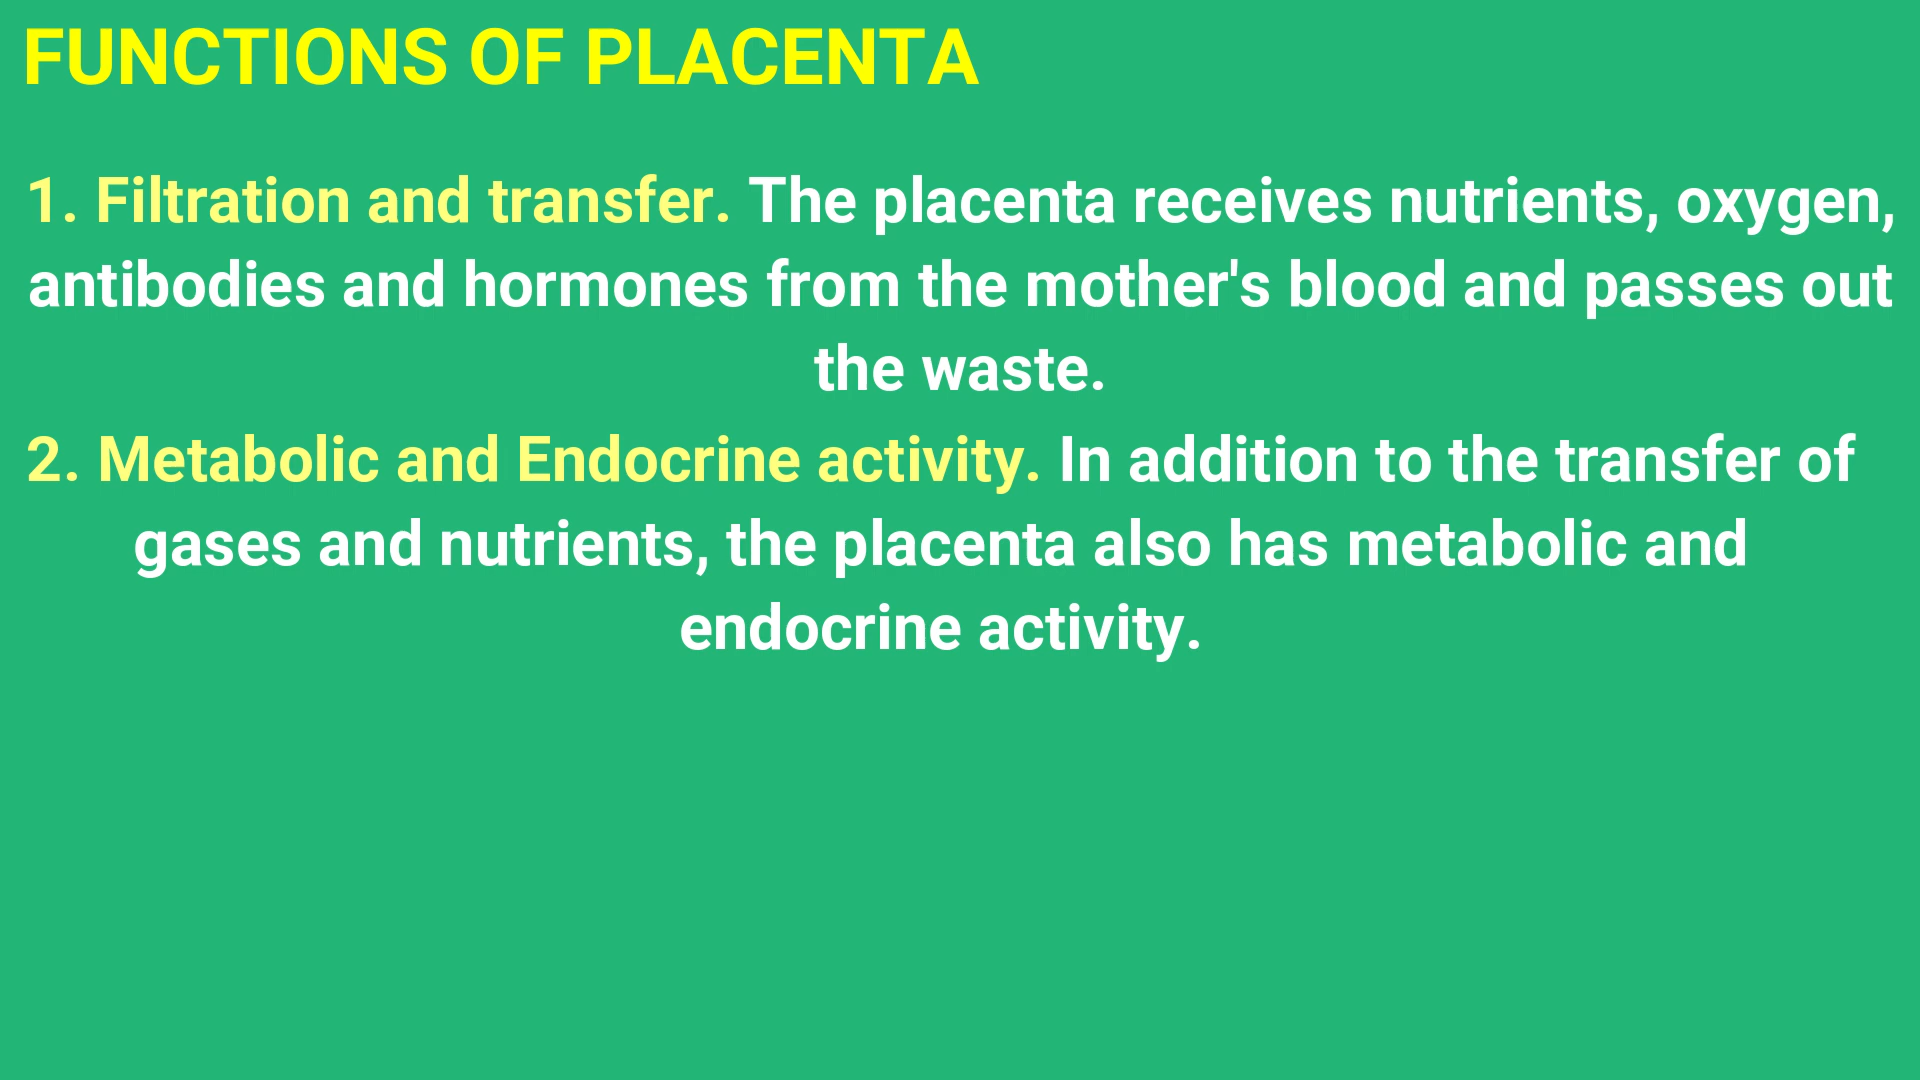 FUNCTIONS OF PLACENTA
1. Filtration and transfer. The placenta receives nutrients, oxygen,
antibodies and hormones from the mother's blood and passes out
the waste.
2. Metabolic and Endocrine activity. In addition to the transfer of
gases and nutrients, the placenta also has metabolic and
endocrine activity.